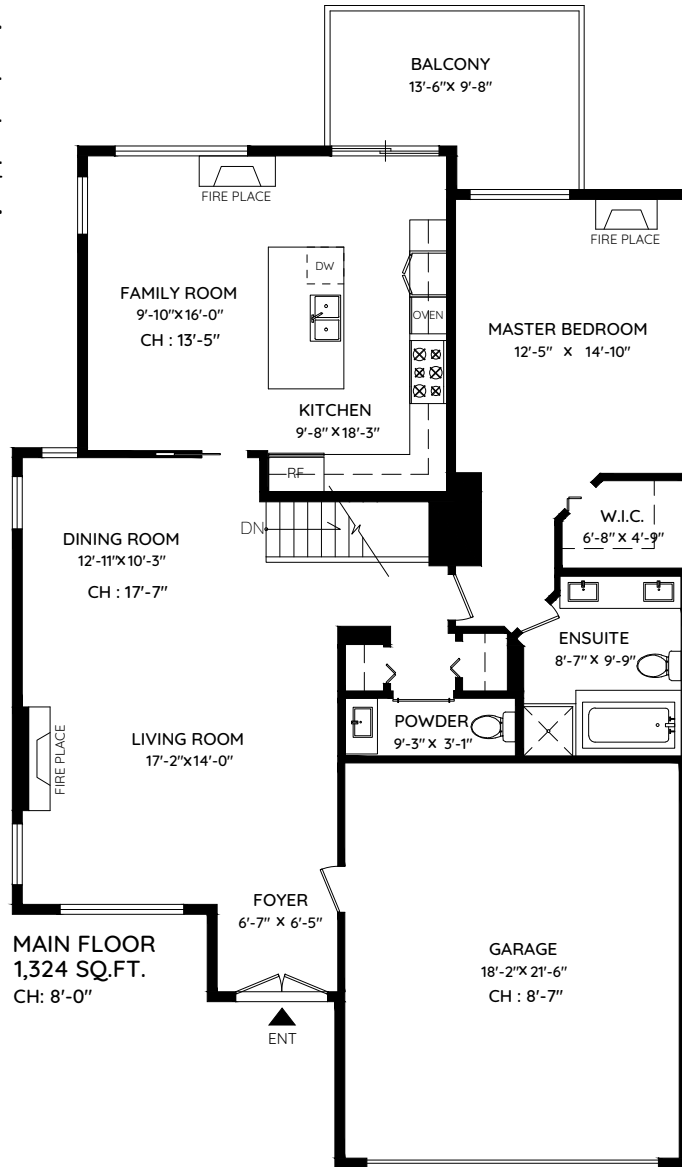 BALCONY
13'-6"x 9'-8"
FIRE PLACE
FIRE PLACE
DW
FAMILY ROOM
9'-10"x16'-0"
CH : 13'-5"
OVEN
MASTER BEDROOM
12'-5" x 14'-10"
KITCHEN
9'-8" x 18'-3"
RF
W.I.C.
6'-8" x 4'-9"
DN
DINING ROOM
12'-11"x10'-3"
CH : 17'-7"
ENSUITE
8'-7" x 9'-9"
POWDER
9'-3" x 3'-1"
LIVING ROOM
17'-2"x14'-0"
FIRE PLACE
FOYER
6'-7" x 6'-5"
MAIN FLOOR
1,324 SQ.FT.
CH: 8'-0"
GARAGE
18'-2"x 21'-6"
CH : 8'-7"
ENT